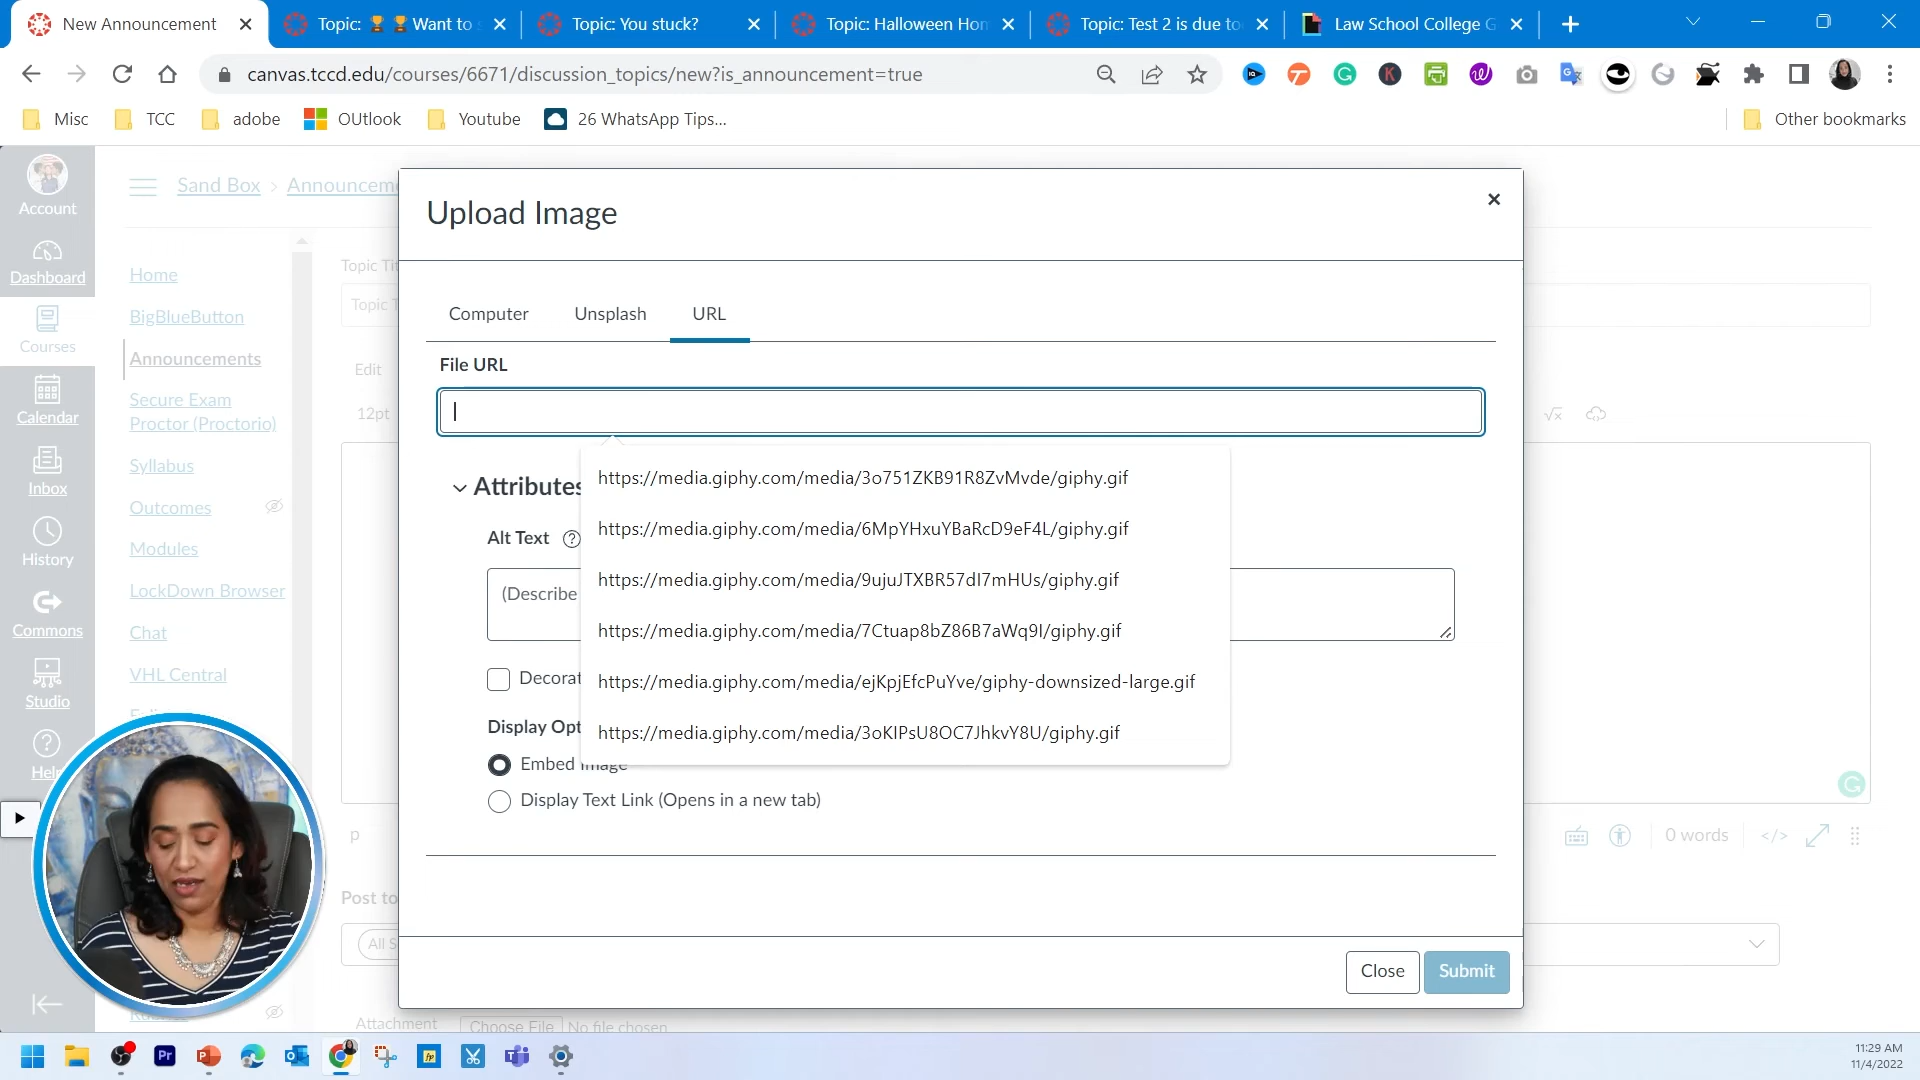 New Announcement
Topic: 🏆 🏆 Want to
Topic: You stuck?
Topic: Halloween Hom
Topic: Test 2 is due to
Law School College G
canvas.tccd.edu/courses/6671/discussion_topics/new?is_announcement=true
Misc
TCC
adobe
OUtlook
Youtube
26 WhatsApp Tips...
Other bookmarks
Account
Dashboard
Courses
Calendar
Inbox
History
Commons
Studio
Help
Sand Box > Announceme
Home
BigBlueButton
Announcements
Secure Exam
Proctor (Proctorio)
Syllabus
Outcomes
Modules
LockDown Browser
Chat
VHL Central
Topic Tit
Topic T
Edit
12pt
Upload Image
Computer
Unsplash
URL
File URL
https://media.giphy.com/media/3o751ZKB91R8ZvMvde/giphy.gif
https://media.giphy.com/media/6MpYHxuYBaRcD9eF4L/giphy.gif
https://media.giphy.com/media/9ujuJTXBR57dI7mHUs/giphy.gif
https://media.giphy.com/media/7Ctuap8bZ86B7aWq9I/giphy.gif
https://media.giphy.com/media/ejKpjEfcPuYve/giphy-downsized-large.gif
https://media.giphy.com/media/3oKIPsU8OC7JhkvY8U/giphy.gif
Attributes
Alt Text
(Describe
Decorat
Display Opt
Embed Image
Display Text Link (Opens in a new tab)
p
0 words
</>
Post to
All S
Close
Submit
Attachment
Choose File
No file chosen
11:29 AM
11/4/2022